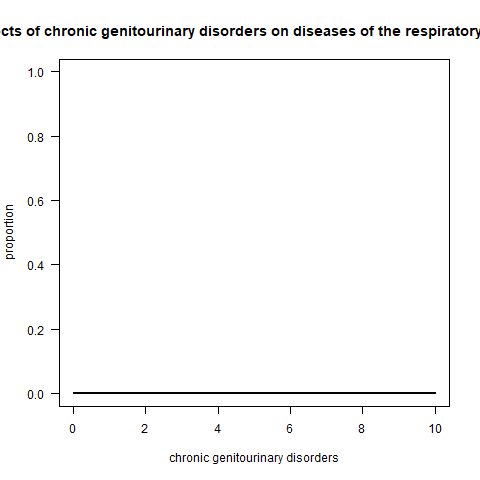 cts of chronic genitourinary disorders on diseases of the respiratory
1.0
0.8
0.6
0.4
0.2
0.0
proportion
0 2 4 6 8 10
chronic genitourinary disorders